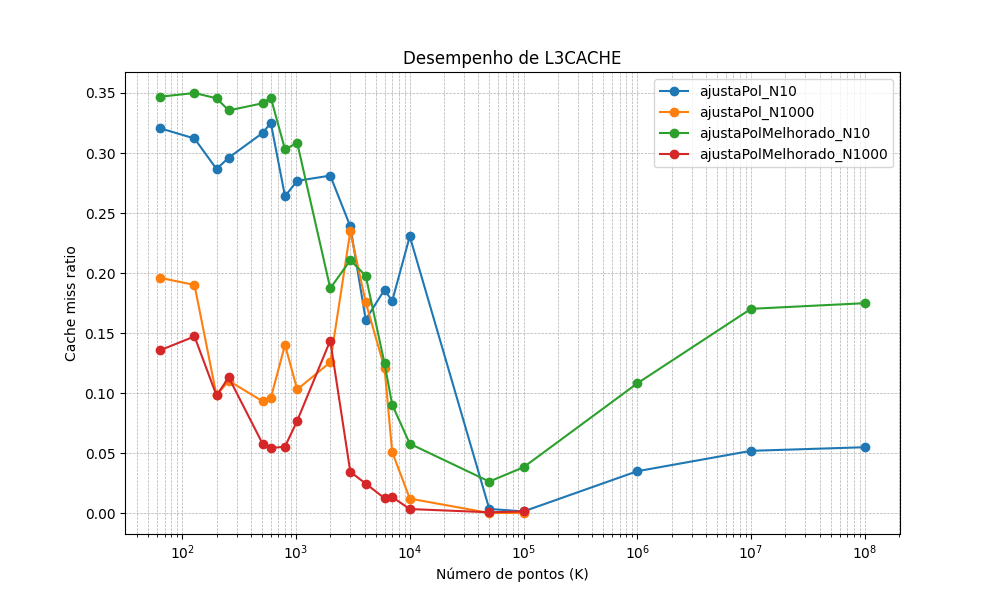 Desempenho de L3CACHE
ajustaPol_N10
ajustaPol_N1000
ajustaPolMelhorado_N10
ajustaPolMelhorado_N1000
Cache miss ratio
0.35
0.30
0.25
0.20
0.15
0.10
0.05
0.00
10² 10³ 10⁴ 10⁵ 10⁶ 10⁷ 10⁸
Número de pontos (K)